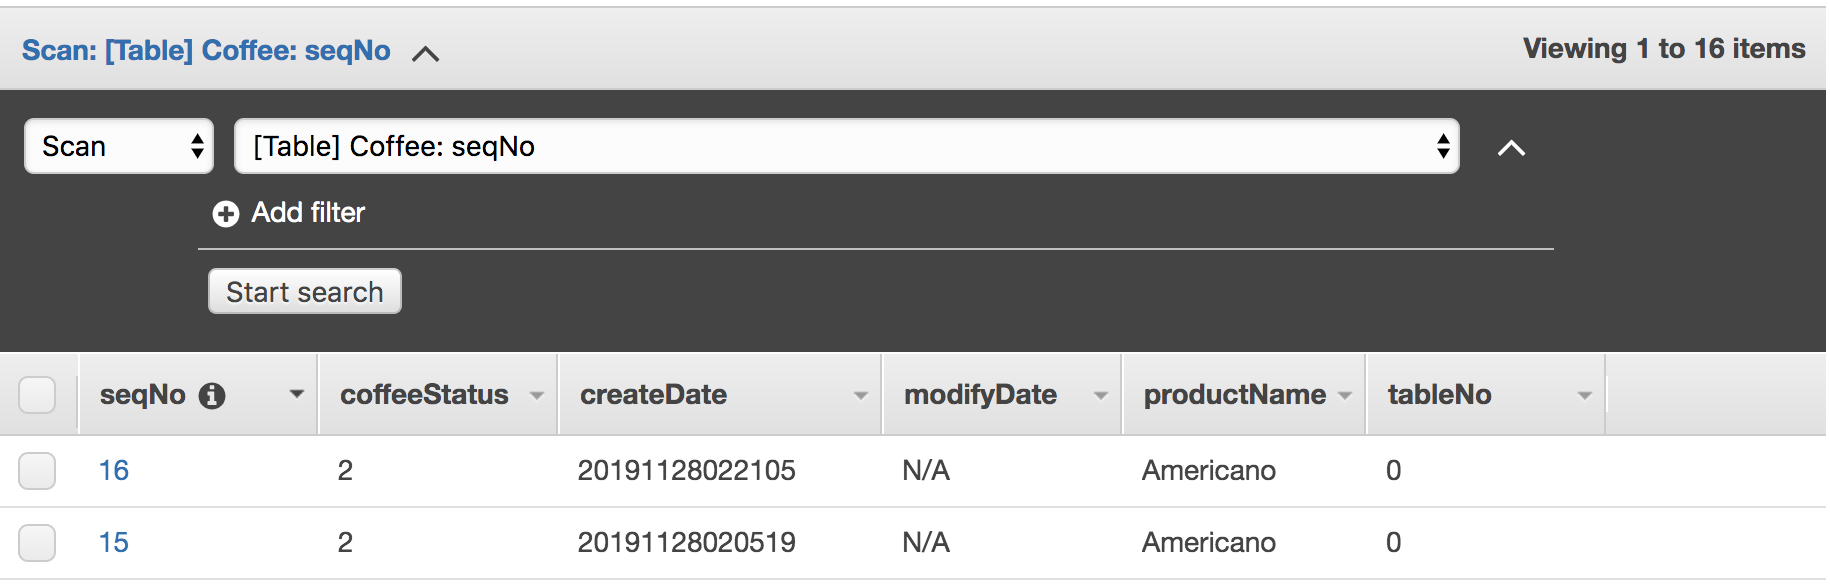 Scan: [Table] Coffee: seqNo
Viewing 1 to 16 items
Scan
[Table] Coffee: seqNo
Add filter
Start search
seqNo coffeeStatus createDate modifyDate productName tableNo
16 2 20191128022105 N/A Americano 0
15 2 20191128020519 N/A Americano 0